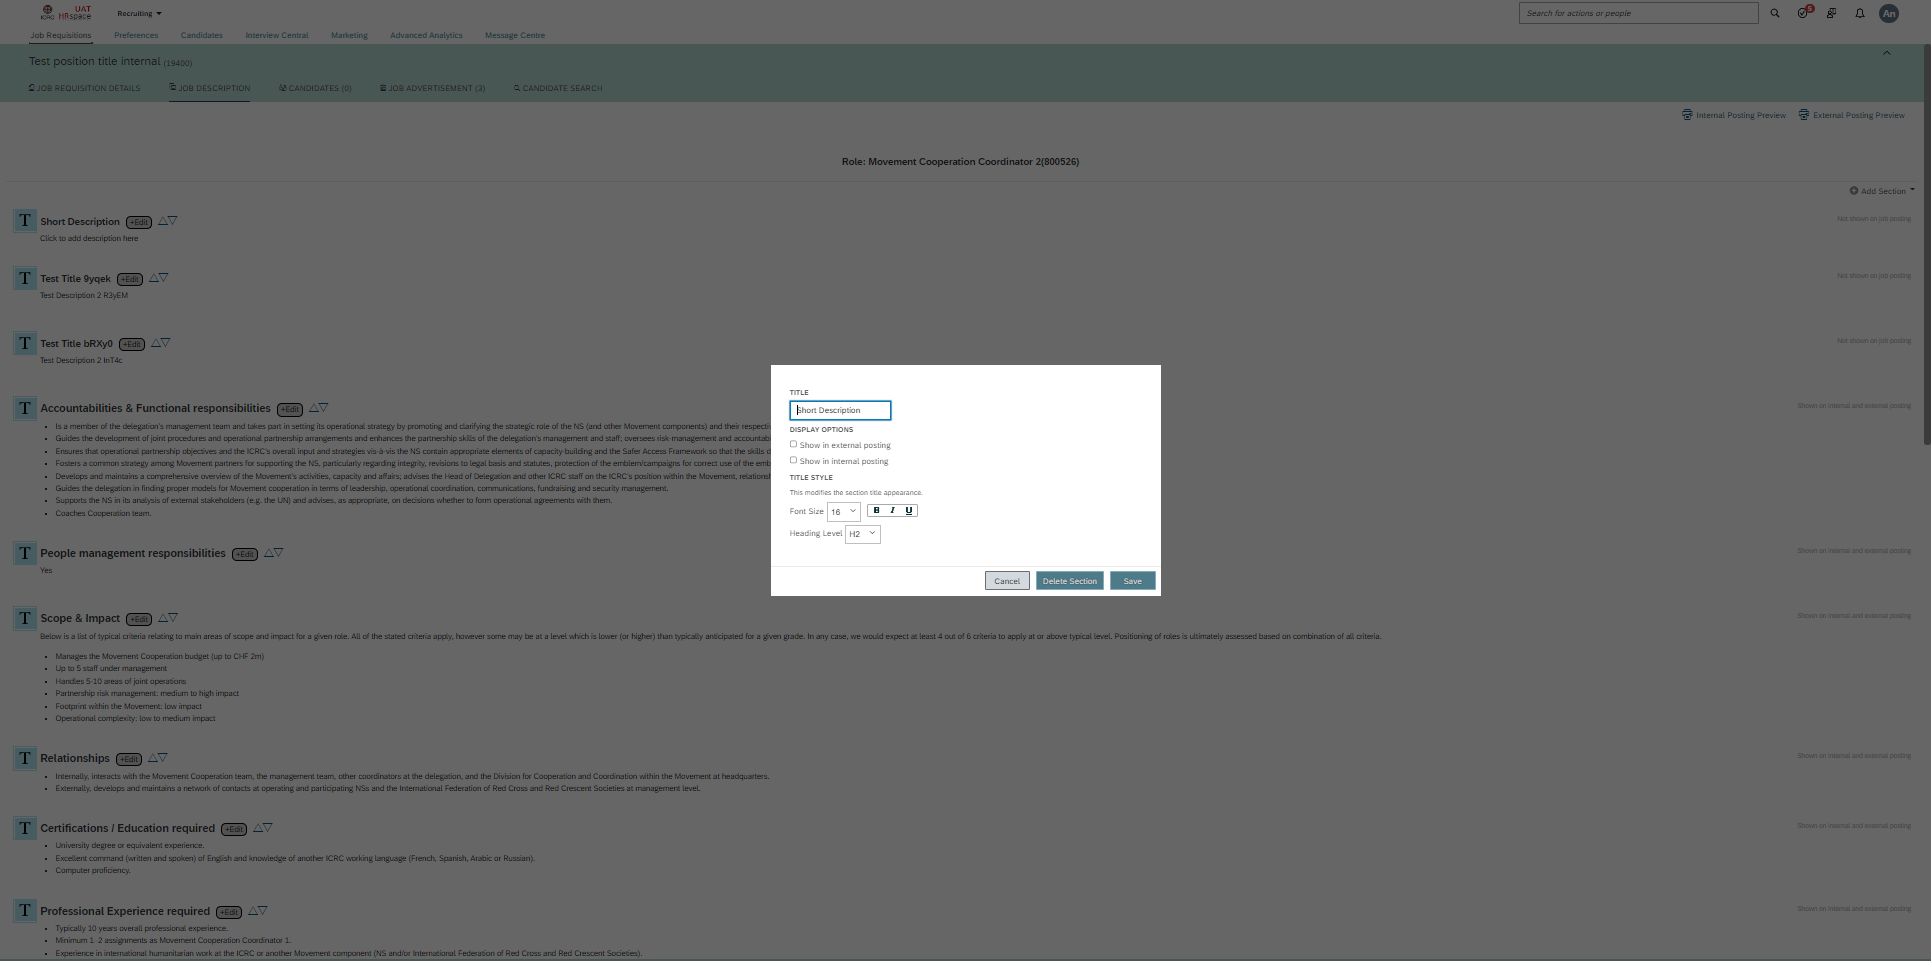 ICRC UAT HRspace
Recruiting
Search for actions or people
5
An
Job Requisitions Preferences Candidates Interview Central Marketing Advanced Analytics Message Centre
Test position title internal (19400)
JOB REQUISITION DETAILS JOB DESCRIPTION CANDIDATES (0) JOB ADVERTISEMENT (3) CANDIDATE SEARCH
Internal Posting Preview External Posting Preview
Role: Movement Cooperation Coordinator 2(800526)
Add Section
T Short Description +Edit Not shown on job posting
Click to add description here
T Test Title 9yqek +Edit Not shown on job posting
Test Description 2 R3yEM
T Test Title bRXy0 +Edit Not shown on job posting
Test Description 2 InT4c
T Accountabilities & Functional responsibilities +Edit Shown on internal and external posting
Is a member of the delegation's management team and takes part in setting its operational strategy by promoting and clarifying the strategic role of the NS (and other Movement components) and their respecti
Guides the development of joint procedures and operational partnership arrangements and enhances the partnership skills of the delegation's management and staff; oversees risk-management and accountab
Ensures that operational partnership objectives and the ICRC's overall input and strategies vis-à-vis the NS contain appropriate elements of capacity-building and the Safer Access Framework so that the skills o
Fosters a common strategy among Movement partners for supporting the NS, particularly regarding integrity, revisions to legal basis and statutes, protection of the emblem/campaigns for correct use of the emb
Develops and maintains a comprehensive overview of the Movement's activities, capacity and affairs; advises the Head of Delegation and other ICRC staff on the ICRC's position within the Movement, relationsh
Guides the delegation in finding proper models for Movement cooperation in terms of leadership, operational coordination, communications, fundraising and security management.
Supports the NS in its analysis of external stakeholders (e.g. the UN) and advises, as appropriate, on decisions whether to form operational agreements with them.
Coaches Cooperation team.
TITLE
Short Description
DISPLAY OPTIONS
Show in external posting
Show in internal posting
TITLE STYLE
This modifies the section title appearance.
Font Size 16 B I U
Heading Level H2
Cancel Delete Section Save
T People management responsibilities +Edit Shown on internal and external posting
Yes
T Scope & Impact +Edit Shown on internal and external posting
Below is a list of typical criteria relating to main areas of scope and impact for a given role. All of the stated criteria apply, however some may be at a level which is lower (or higher) than typically anticipated for a given grade. In any case, we would expect at least 4 out of 6 criteria to apply at or above typical level. Positioning of roles is ultimately assessed based on combination of all criteria.
Manages the Movement Cooperation budget (up to CHF 2m)
Up to 5 staff under management
Handles 5-10 areas of joint operations
Partnership risk management: medium to high impact
Footprint within the Movement: low impact
Operational complexity: low to medium impact
T Relationships +Edit Shown on internal and external posting
Internally, interacts with the Movement Cooperation team, the management team, other coordinators at the delegation, and the Division for Cooperation and Coordination within the Movement at headquarters.
Externally, develops and maintains a network of contacts at operating and participating NSs and the International Federation of Red Cross and Red Crescent Societies at management level.
T Certifications / Education required +Edit Shown on internal and external posting
University degree or equivalent experience.
Excellent command (written and spoken) of English and knowledge of another ICRC working language (French, Spanish, Arabic or Russian).
Computer proficiency.
T Professional Experience required +Edit Shown on internal and external posting
Typically 10 years overall professional experience.
Minimum 1-2 assignments as Movement Cooperation Coordinator 1.
Experience in international humanitarian work at the ICRC or another Movement component (NS and/or International Federation of Red Cross and Red Crescent Societies).